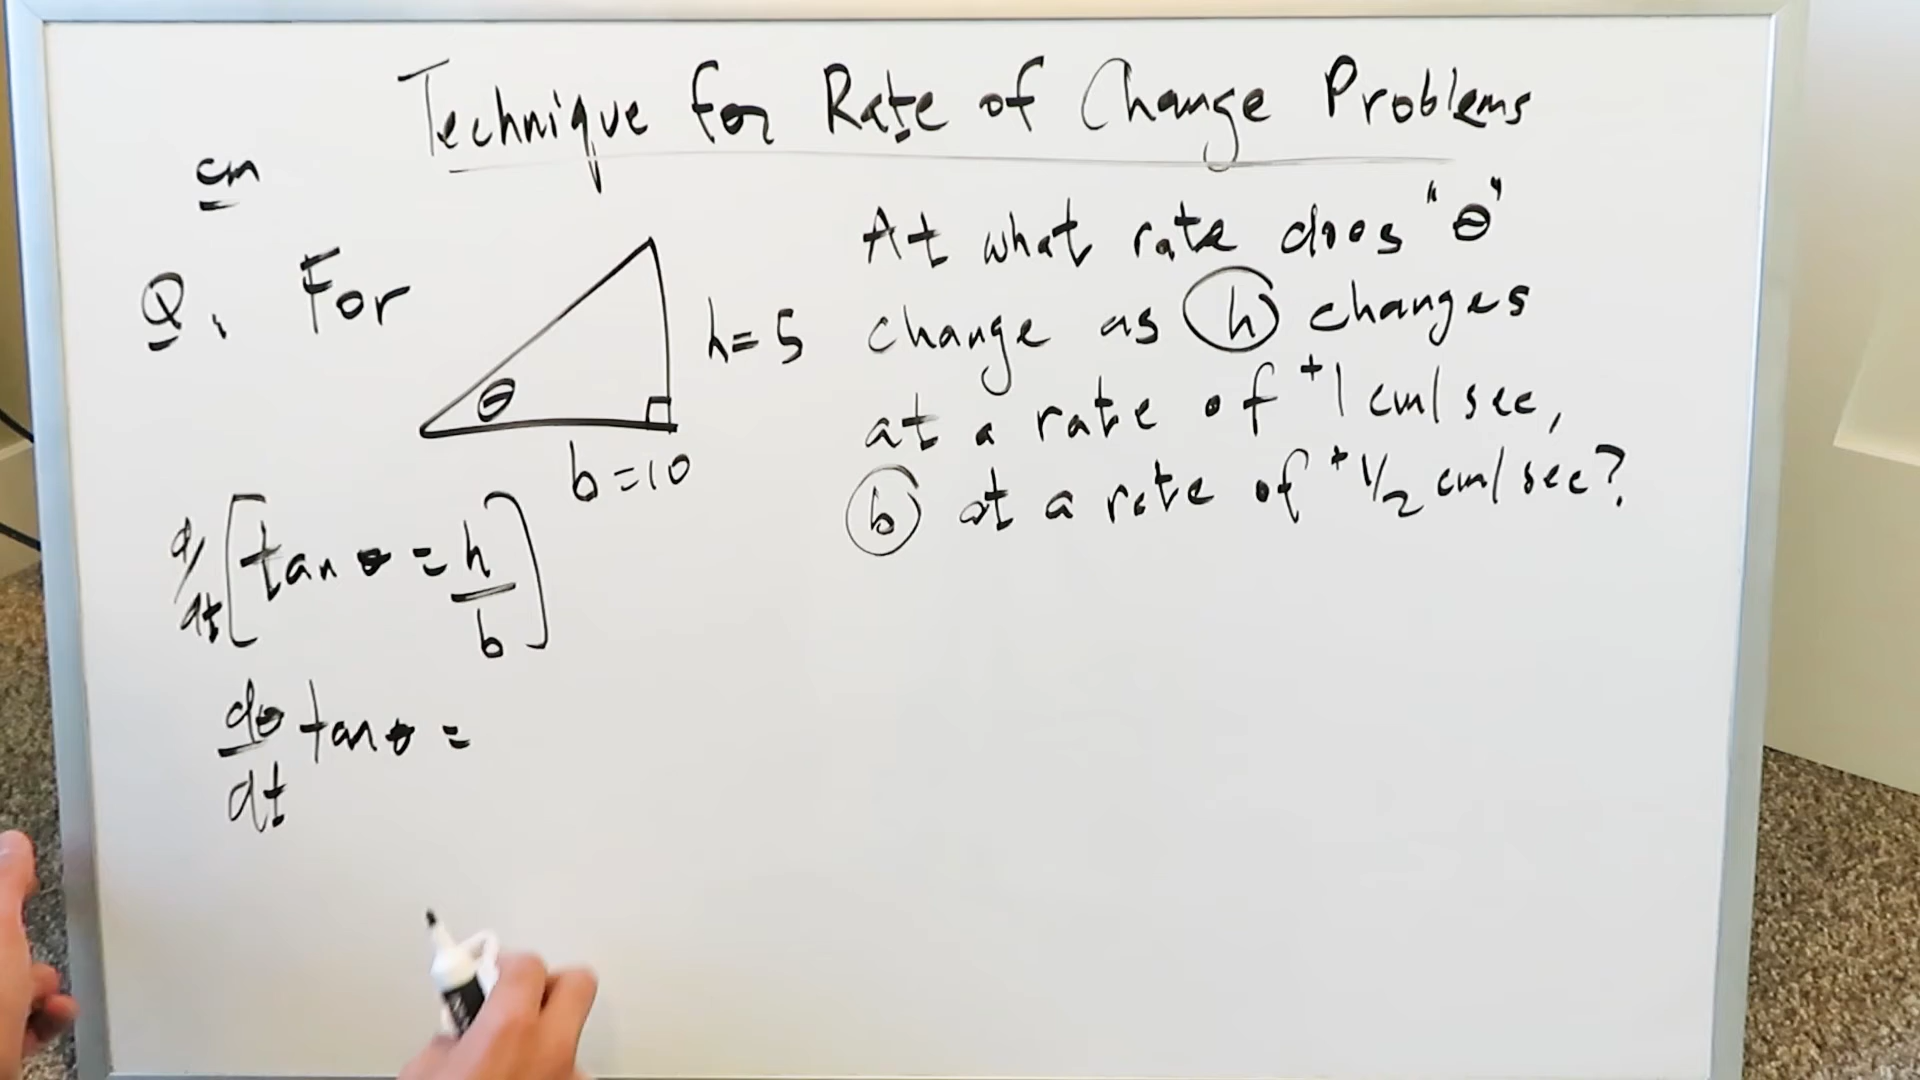 Technique for Rate of Change Problems
cm
Q. For
θ
h=5
b=10
At what rate does "θ"
change as h changes
at a rate of +1 cm/sec,
b at a rate of +1/2 cm/sec?
d/dt[tan θ = h/b]
dθ/dt tan θ =